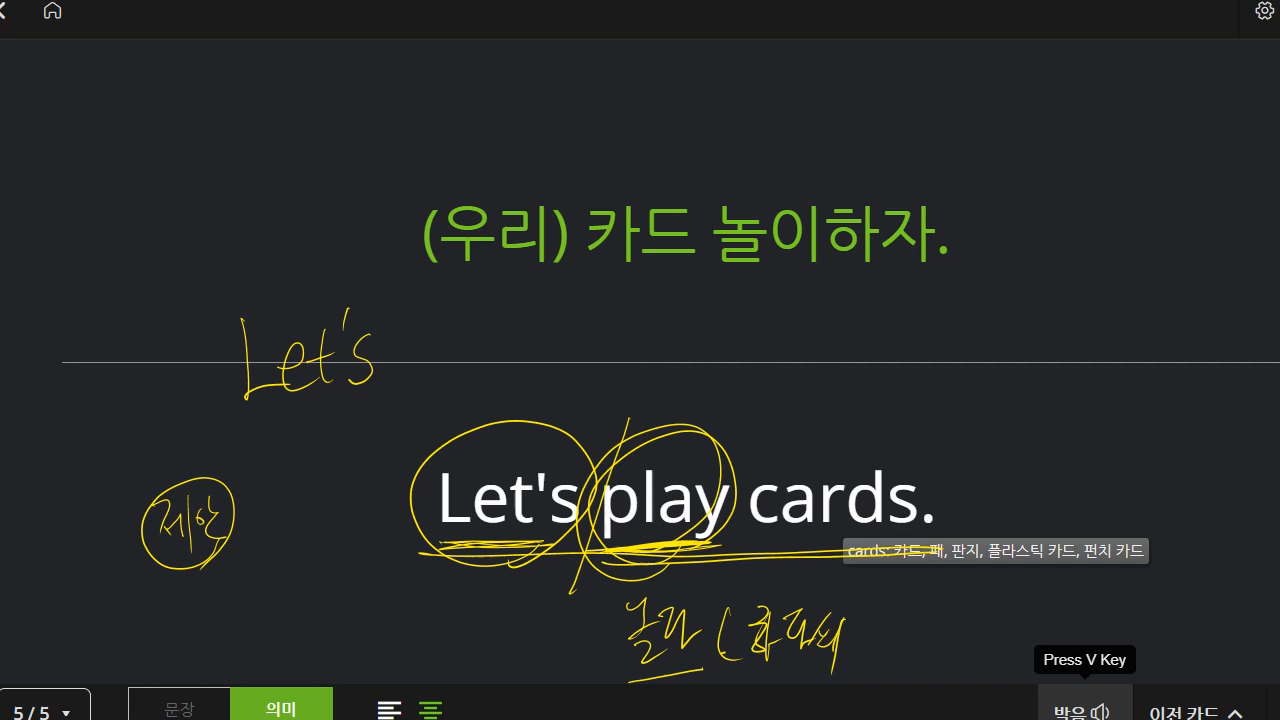 (우리) 카드 놀이하자.
Let's
Let's play cards.
제안
cards: 카드, 패, 판지, 플라스틱 카드, 펀치 카드
놀다
Press V Key
5 / 5
문장
의미
발음
이전 카드